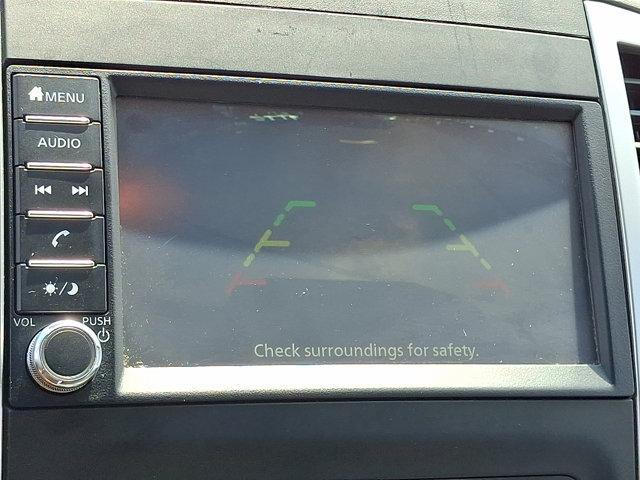 MENU
AUDIO
VOL
PUSH
Check surroundings for safety.